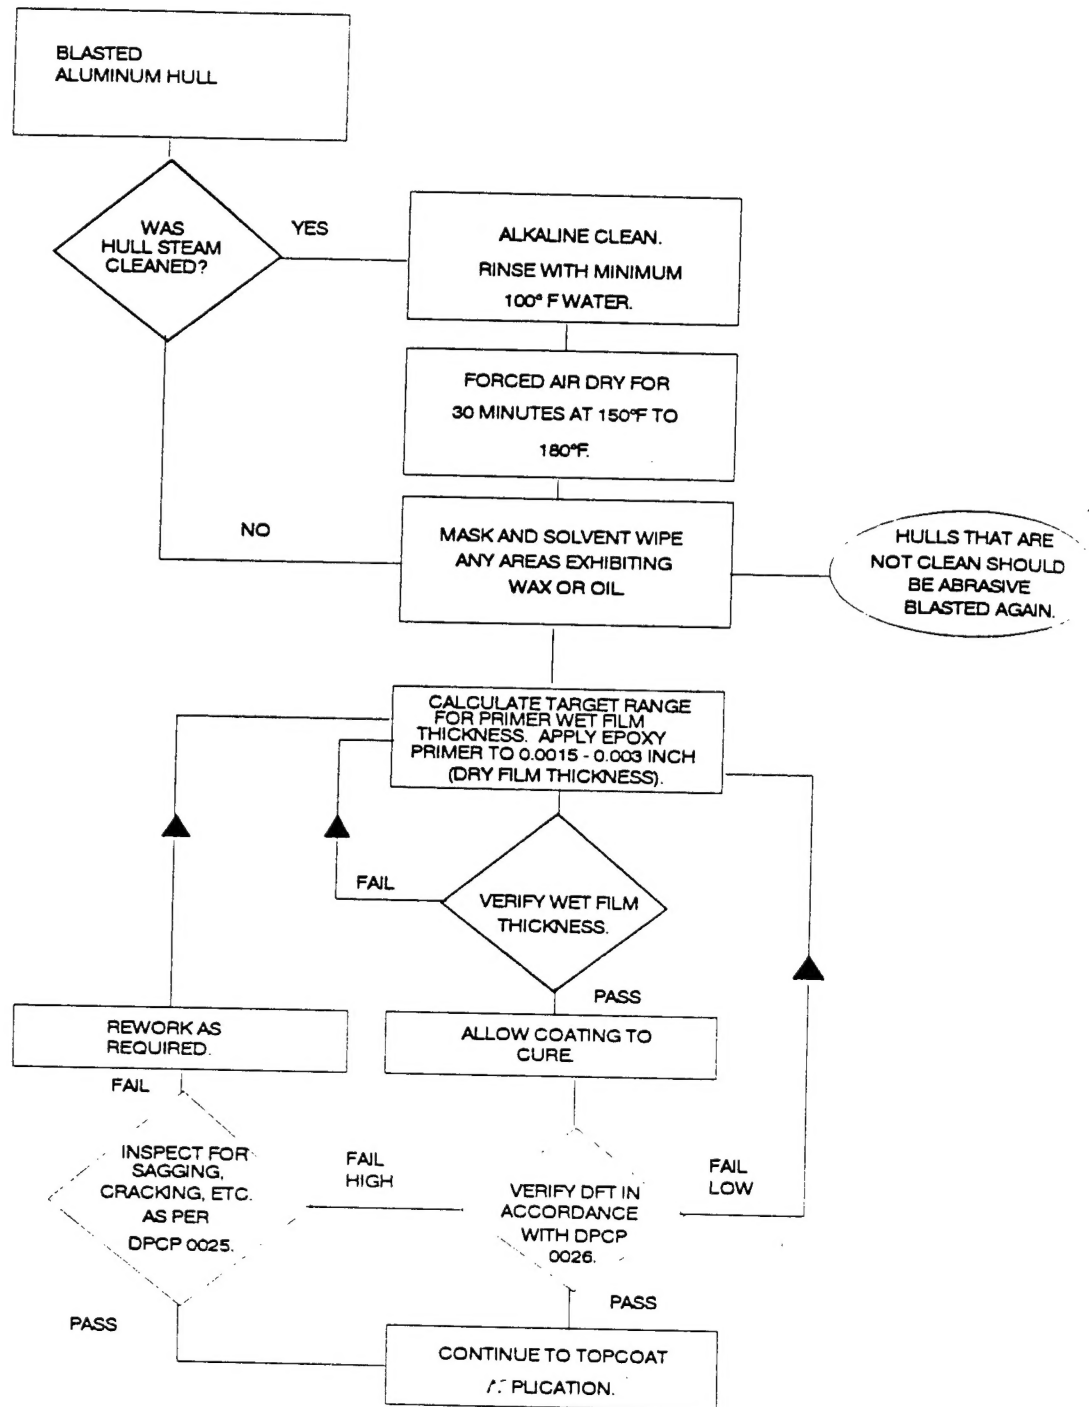 BLASTED
ALUMINUM HULL
WAS
HULL STEAM
CLEANED?
YES
ALKALINE CLEAN.
RINSE WITH MINIMUM
100° F WATER.
FORCED AIR DRY FOR
30 MINUTES AT 150°F TO
180°F.
NO
MASK AND SOLVENT WIPE
ANY AREAS EXHIBITING
WAX OR OIL
HULLS THAT ARE
NOT CLEAN SHOULD
BE ABRASIVE
BLASTED AGAIN.
CALCULATE TARGET RANGE
FOR PRIMER WET FILM
THICKNESS. APPLY EPOXY
PRIMER TO 0.0015 - 0.003 INCH
(DRY FILM THICKNESS).
FAIL
VERIFY WET FILM
THICKNESS.
PASS
REWORK AS
REQUIRED.
ALLOW COATING TO
CURE
FAIL
INSPECT FOR
SAGGING,
CRACKING, ETC.
AS PER
DPCP 0025.
FAIL
HIGH
VERIFY DFT IN
ACCORDANCE
WITH DPCP
0026.
FAIL
LOW
PASS
PASS
CONTINUE TO TOPCOAT